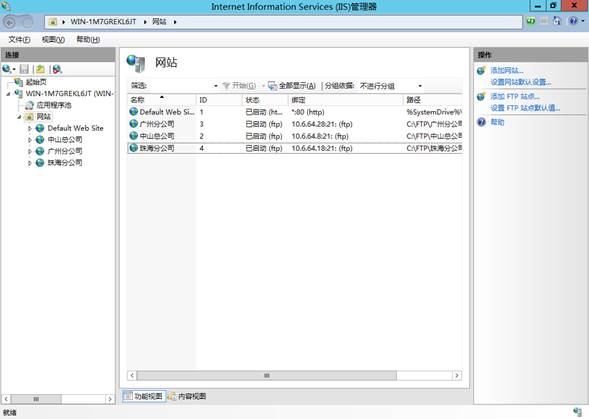 Internet Information Services (IIS)管理器
WIN-1M7GREKL6JT ▸ 网站 ▸
文件(F) 视图(V) 帮助(H)
连接
起始页
WIN-1M7GREKL6JT (WIN-
应用程序池
网站
Default Web Site
中山总公司
广州分公司
珠海分公司
网站
筛选: 开始(G) 全部显示(A) 分组依据: 不进行分组
名称 ID 状态 绑定 路径
Default Web Si... 1 已启动 (ht... *:80 (http) %SystemDrive%\
广州分公司 3 已启动 (ftp) 10.6.64.28:21: (ftp) C:\FTP\广州分公司
中山总公司 2 已启动 (ftp) 10.6.64.8:21: (ftp) C:\FTP\中山总公司
珠海分公司 4 已启动 (ftp) 10.6.64.18:21: (ftp) C:\FTP\珠海分公司
功能视图 内容视图
操作
添加网站...
设置网站默认设置...
添加 FTP 站点...
设置 FTP 站点默认值...
帮助
就绪